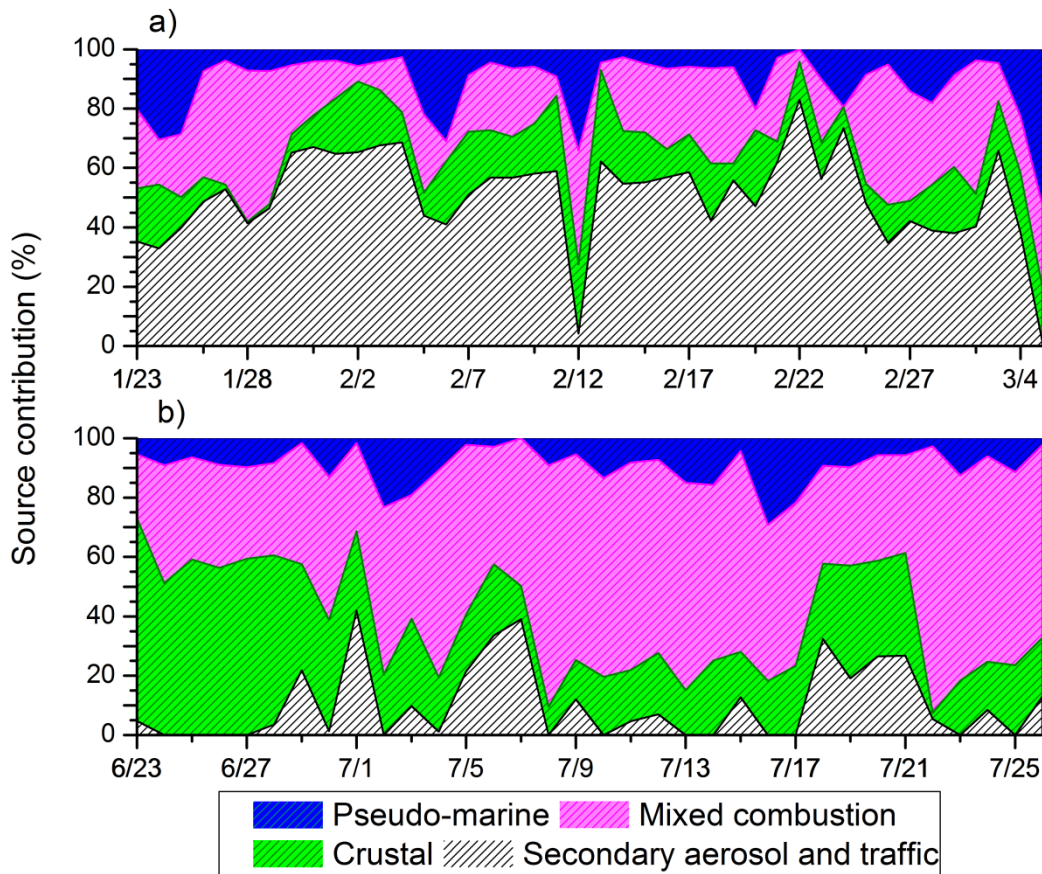 a)
100
80
60
40
20
0
1/23 1/28 2/2 2/7 2/12 2/17 2/22 2/27 3/4
Source contribution (%)
b)
100
80
60
40
20
0
6/23 6/27 7/1 7/5 7/9 7/13 7/17 7/21 7/25
Pseudo-marine Mixed combustion
Crustal Secondary aerosol and traffic